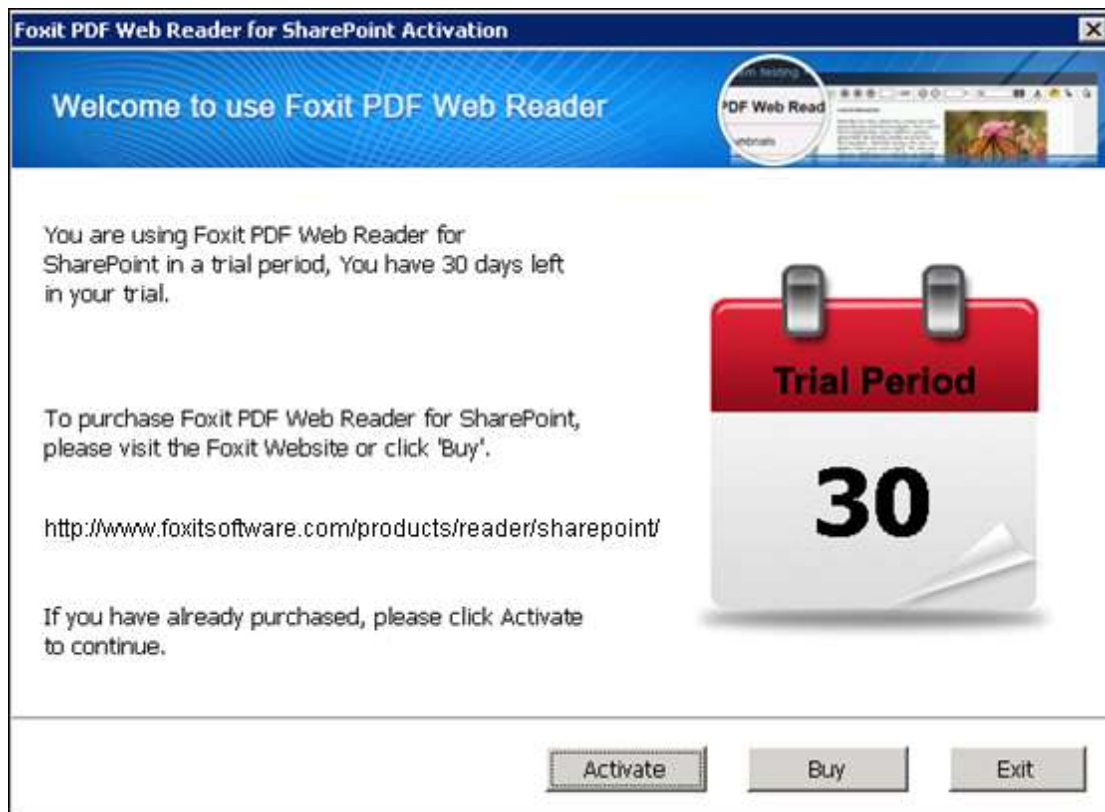 Foxit PDF Web Reader for SharePoint Activation
Welcome to use Foxit PDF Web Reader
PDF Web Read
You are using Foxit PDF Web Reader for
SharePoint in a trial period, You have 30 days left
in your trial.
Trial Period
30
To purchase Foxit PDF Web Reader for SharePoint,
please visit the Foxit Website or click 'Buy'.
http://www.foxitsoftware.com/products/reader/sharepoint/
If you have already purchased, please click Activate
to continue.
Activate
Buy
Exit